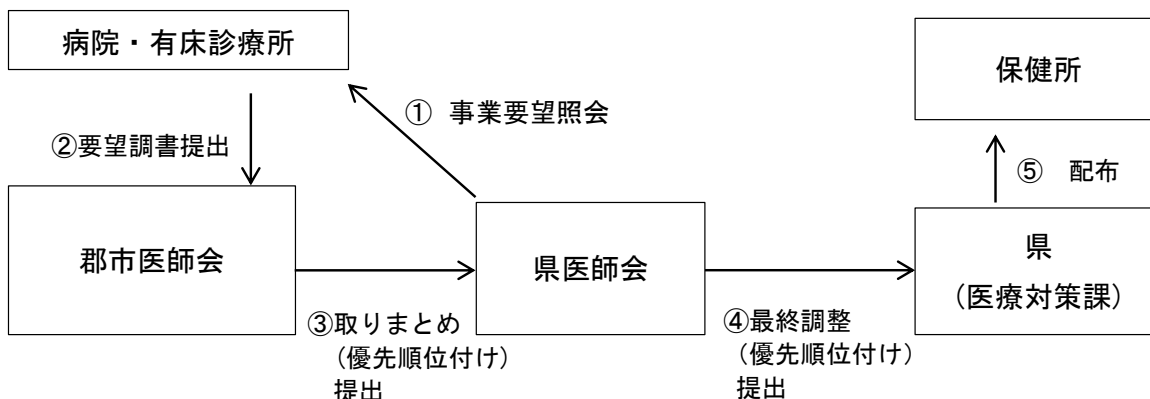 病院・有床診療所
保健所
① 事業要望照会
②要望調書提出
⑤ 配布
郡市医師会
県医師会
県
(医療対策課)
③取りまとめ
(優先順位付け)
提出
④最終調整
(優先順位付け)
提出